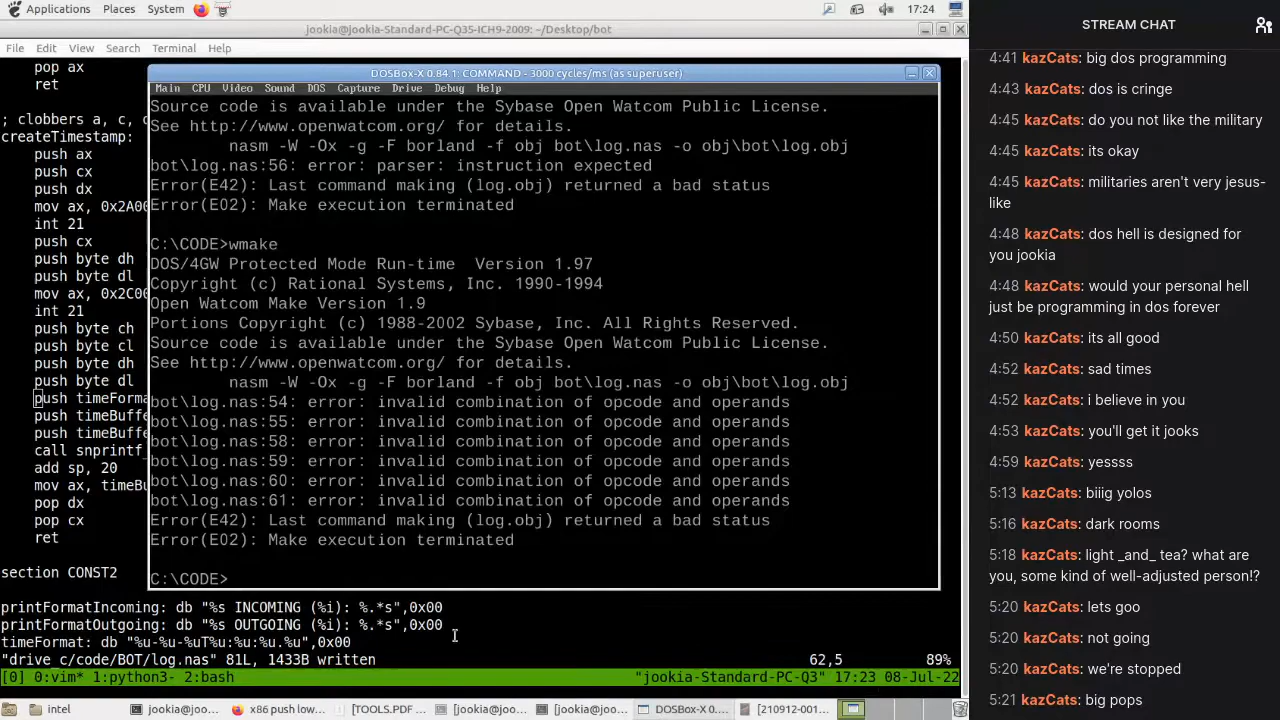 Applications Places System 17:24
jookia@jookia-Standard-PC-Q35-ICH9-2009: ~/Desktop/bot
File Edit View Search Terminal Help
pop ax
ret
; clobbers a, c,
createTimestamp:
push ax
push cx
push dx
mov ax, 0x2A00
int 21
push cx
push byte dh
push byte dl
mov ax, 0x2C00
int 21
push byte ch
push byte cl
push byte dh
push byte dl
push timeForma
push timeBuffe
push timeBuffe
call snprintf_
add sp, 20
mov ax, timeBu
pop dx
pop cx
ret
section CONST2
printFormatIncoming: db "%s INCOMING (%i): %.*s",0x00
printFormatOutgoing: db "%s OUTGOING (%i): %.*s",0x00
timeFormat: db "%u-%u-%uT%u:%u:%u.%u",0x00
"drive_c/code/BOT/log.nas" 81L, 1433B written 62,5 89%
[0] 0:vim* 1:python3- 2:bash "jookia-Standard-PC-Q3" 17:23 08-Jul-22
DOSBox-X 0.84.1: COMMAND - 3000 cycles/ms (as superuser)
Main CPU Video Sound DOS Capture Drive Debug Help
Source code is available under the Sybase Open Watcom Public License.
See http://www.openwatcom.org/ for details.
nasm -W -Ox -g -F borland -f obj bot\log.nas -o obj\bot\log.obj
bot\log.nas:56: error: parser: instruction expected
Error(E42): Last command making (log.obj) returned a bad status
Error(E02): Make execution terminated
C:\CODE>wmake
DOS/4GW Protected Mode Run-time Version 1.97
Copyright (c) Rational Systems, Inc. 1990-1994
Open Watcom Make Version 1.9
Portions Copyright (c) 1988-2002 Sybase, Inc. All Rights Reserved.
Source code is available under the Sybase Open Watcom Public License.
See http://www.openwatcom.org/ for details.
nasm -W -Ox -g -F borland -f obj bot\log.nas -o obj\bot\log.obj
bot\log.nas:54: error: invalid combination of opcode and operands
bot\log.nas:55: error: invalid combination of opcode and operands
bot\log.nas:58: error: invalid combination of opcode and operands
bot\log.nas:59: error: invalid combination of opcode and operands
bot\log.nas:60: error: invalid combination of opcode and operands
bot\log.nas:61: error: invalid combination of opcode and operands
Error(E42): Last command making (log.obj) returned a bad status
Error(E02): Make execution terminated
C:\CODE>
intel [jookia@jo... x86 push low... [TOOLS.PDF ... [jookia@jo... [jookia@jo... DOSBox-X 0.... [210912-001...
STREAM CHAT
4:41 kazCats: big dos programming
4:43 kazCats: dos is cringe
4:45 kazCats: do you not like the military
4:45 kazCats: its okay
4:45 kazCats: militaries aren't very jesus-
like
4:48 kazCats: dos hell is designed for
you jookia
4:48 kazCats: would your personal hell
just be programming in dos forever
4:50 kazCats: its all good
4:52 kazCats: sad times
4:52 kazCats: i believe in you
4:53 kazCats: you'll get it jooks
4:59 kazCats: yessss
5:13 kazCats: biiig yolos
5:16 kazCats: dark rooms
5:18 kazCats: light _and_ tea? what are
you, some kind of well-adjusted person!?
5:20 kazCats: lets goo
5:20 kazCats: not going
5:20 kazCats: we're stopped
5:21 kazCats: big pops